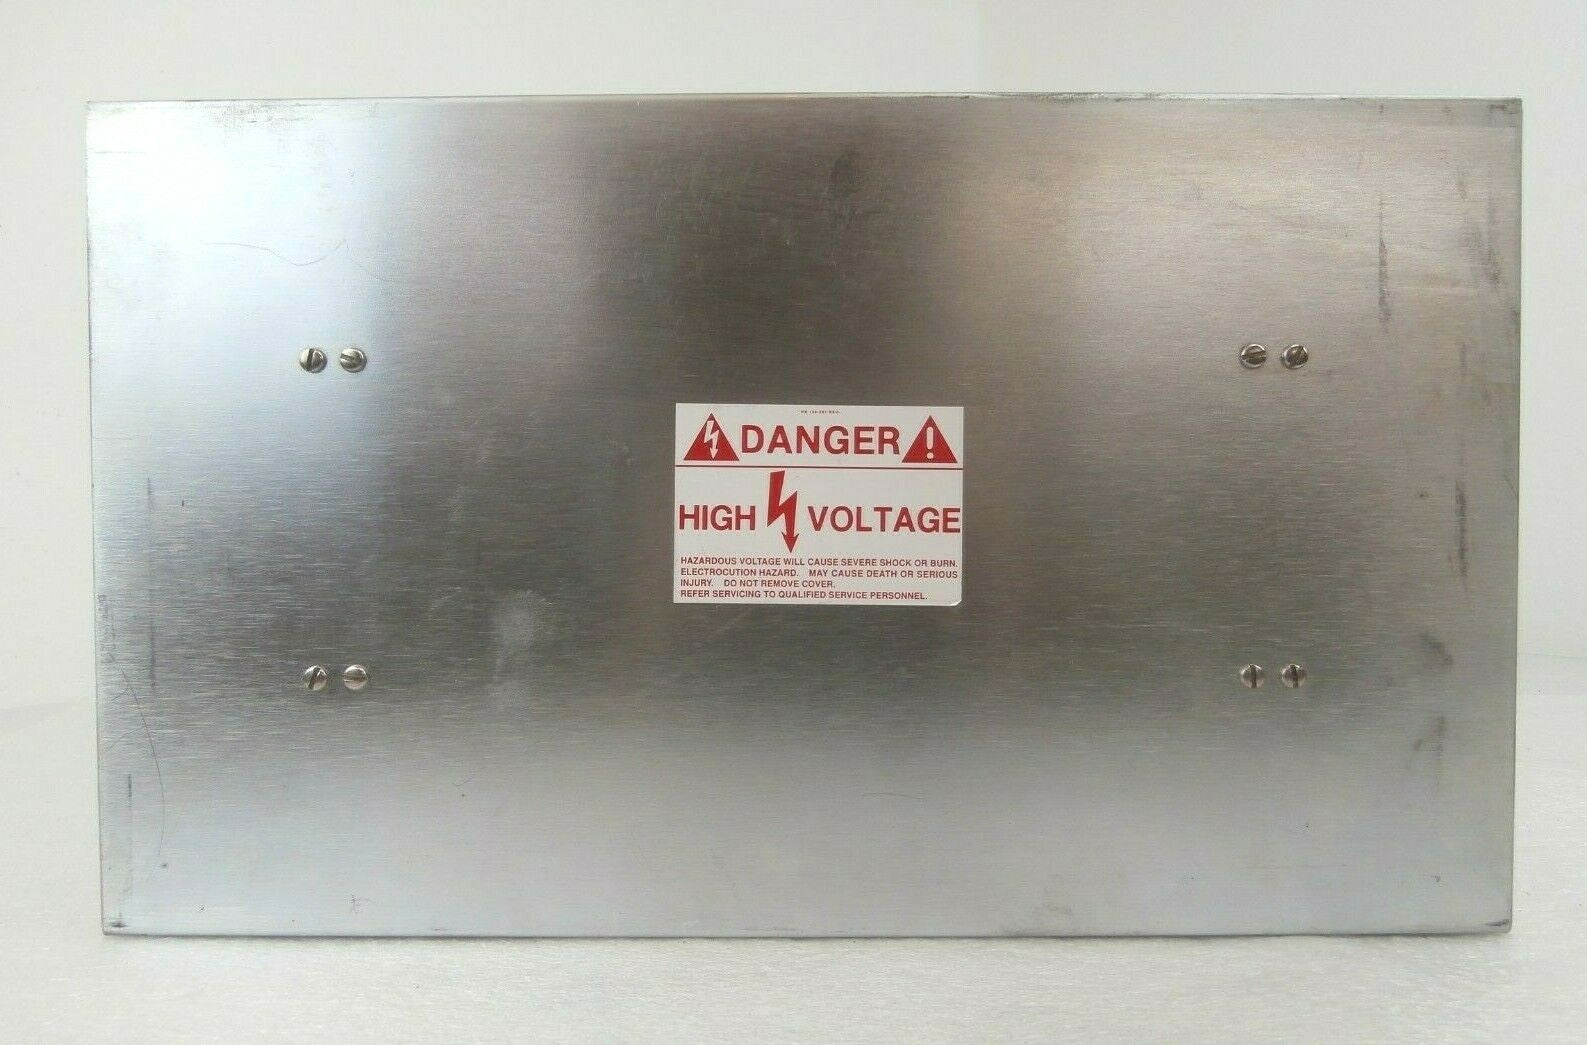 DANGER
HIGH VOLTAGE
HAZARDOUS VOLTAGE WILL CAUSE SEVERE SHOCK OR BURN.
ELECTROCUTION HAZARD. MAY CAUSE DEATH OR SERIOUS
INJURY. DO NOT REMOVE COVER.
REFER SERVICING TO QUALIFIED SERVICE PERSONNEL.